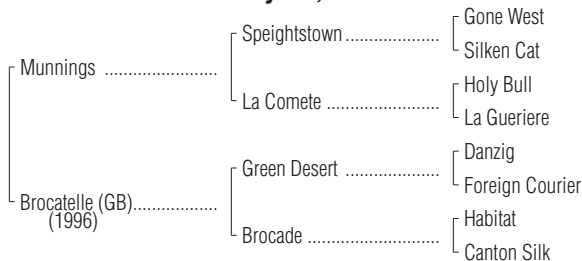 Gone West
Speightstown
Silken Cat
Munnings
Holy Bull
La Comete
La Gueriere
Danzig
Green Desert
Foreign Courier
Brocatelle (GB)
(1996)
Habitat
Brocade
Canton Silk